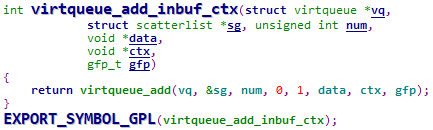 int virtqueue_add_inbuf_ctx(struct virtqueue *vq,
struct scatterlist *sg, unsigned int num,
void *data,
void *ctx,
gfp_t gfp)
{
return virtqueue_add(vq, &sg, num, 0, 1, data, ctx, gfp);
}
EXPORT_SYMBOL_GPL(virtqueue_add_inbuf_ctx);